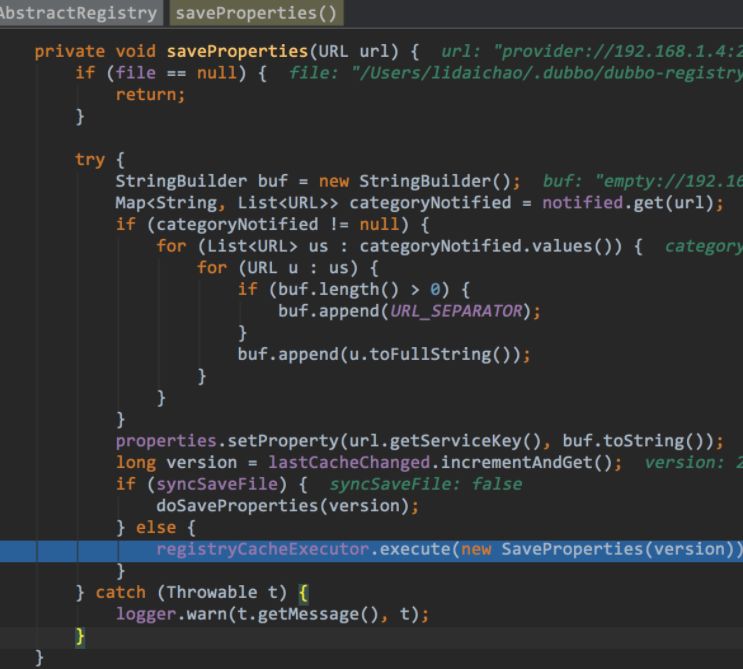 AbstractRegistry saveProperties()
private void saveProperties(URL url) { url: "provider://192.168.1.4:2
if (file == null) { file: "/Users/lidaichao/.dubbo/dubbo-registry
return;
}
try {
StringBuilder buf = new StringBuilder(); buf: "empty://192.16
Map<String, List<URL>> categoryNotified = notified.get(url);
if (categoryNotified != null) {
for (List<URL> us : categoryNotified.values()) { category
for (URL u : us) {
if (buf.length() > 0) {
buf.append(URL_SEPARATOR);
}
buf.append(u.toFullString());
}
}
}
properties.setProperty(url.getServiceKey(), buf.toString());
long version = lastCacheChanged.incrementAndGet(); version: 2
if (syncSaveFile) { syncSaveFile: false
doSaveProperties(version);
} else {
registryCacheExecutor.execute(new SaveProperties(version))
}
} catch (Throwable t) {
logger.warn(t.getMessage(), t);
}
}